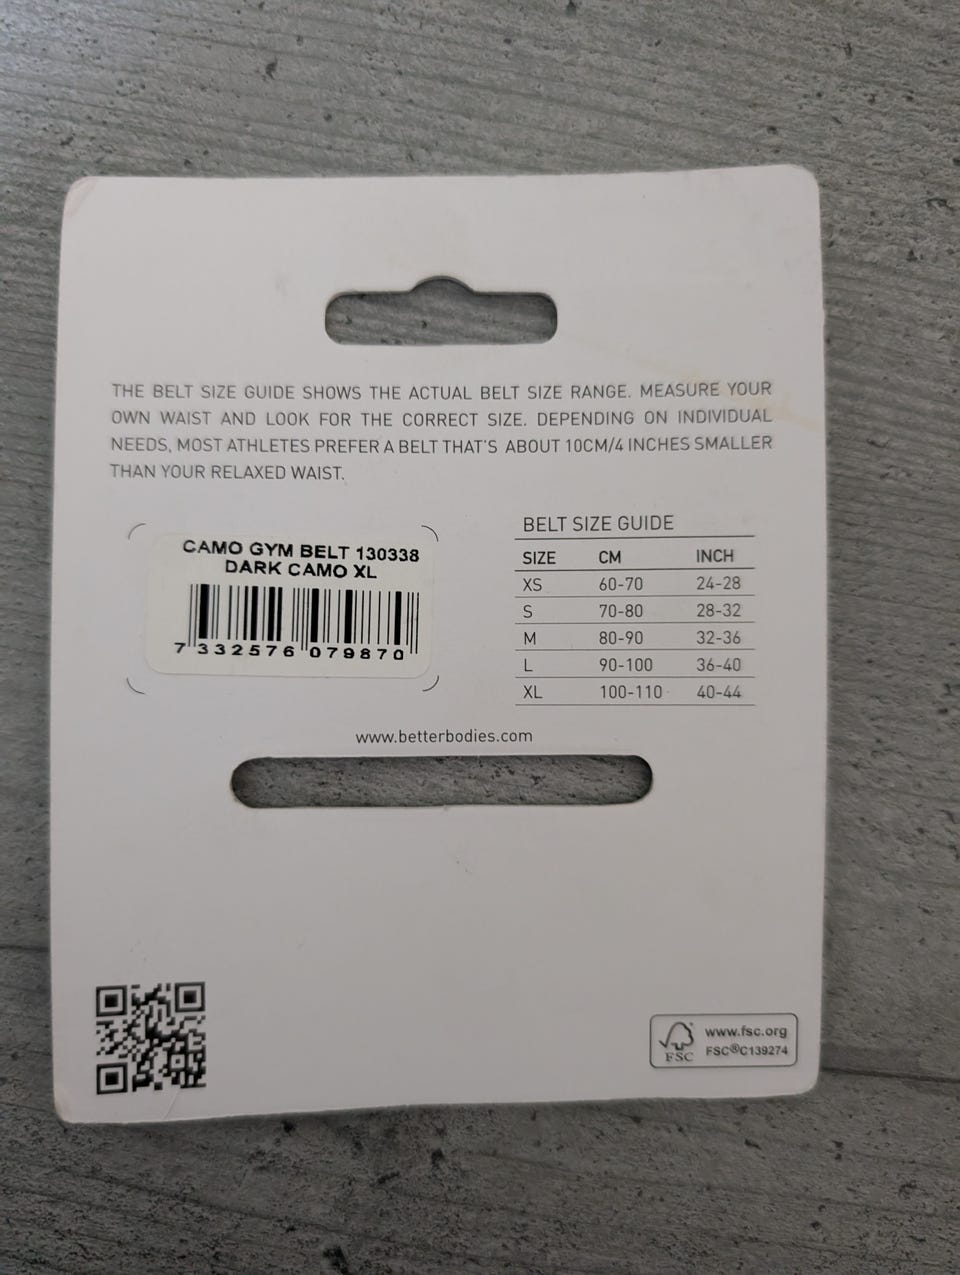 THE BELT SIZE GUIDE SHOWS THE ACTUAL BELT SIZE RANGE. MEASURE YOUR
OWN WAIST AND LOOK FOR THE CORRECT SIZE. DEPENDING ON INDIVIDUAL
NEEDS, MOST ATHLETES PREFER A BELT THAT'S ABOUT 10CM/4 INCHES SMALLER
THAN YOUR RELAXED WAIST.
CAMO GYM BELT 130338
DARK CAMO XL
7 332576 079870
BELT SIZE GUIDE
SIZE CM INCH
XS 60-70 24-28
S 70-80 28-32
M 80-90 32-36
L 90-100 36-40
XL 100-110 40-44
www.betterbodies.com
www.fsc.org
FSC®C139274
FSC